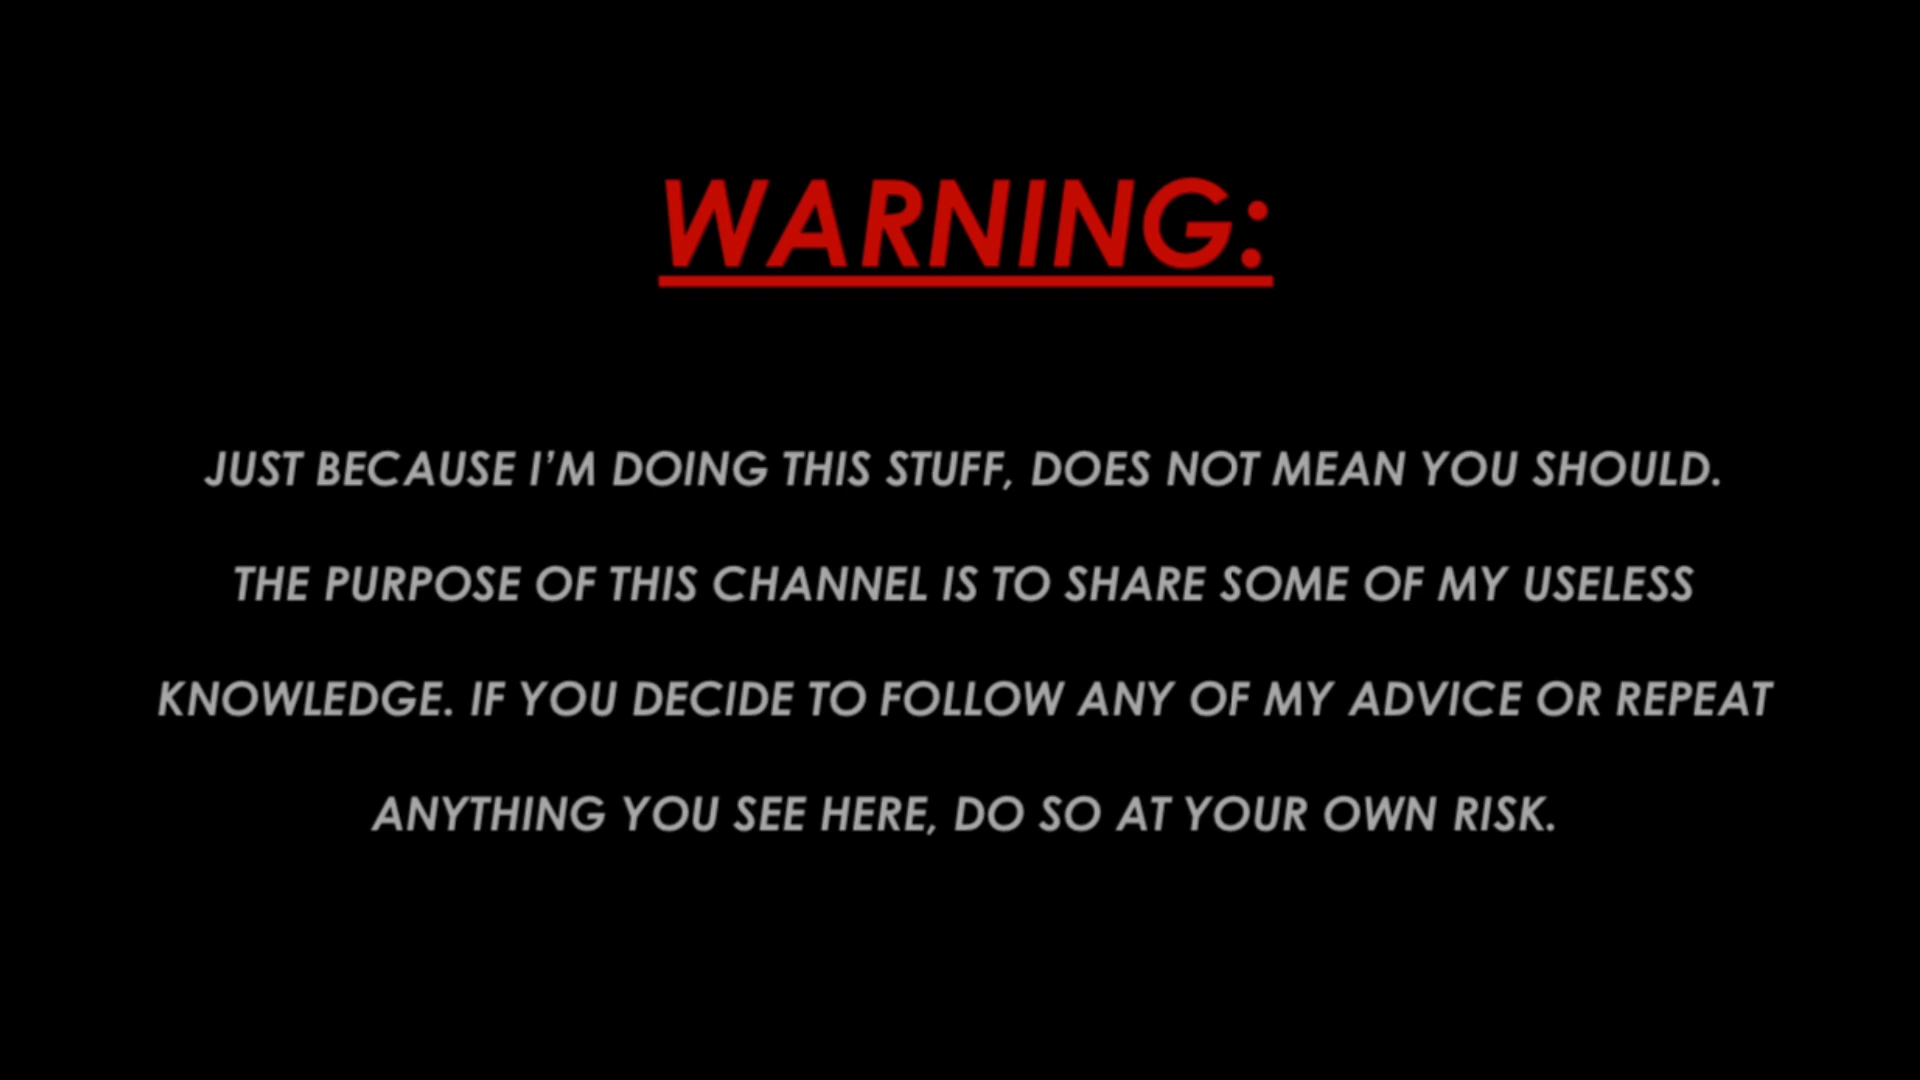 WARNING:
JUST BECAUSE I’M DOING THIS STUFF, DOES NOT MEAN YOU SHOULD.
THE PURPOSE OF THIS CHANNEL IS TO SHARE SOME OF MY USELESS
KNOWLEDGE. IF YOU DECIDE TO FOLLOW ANY OF MY ADVICE OR REPEAT
ANYTHING YOU SEE HERE, DO SO AT YOUR OWN RISK.